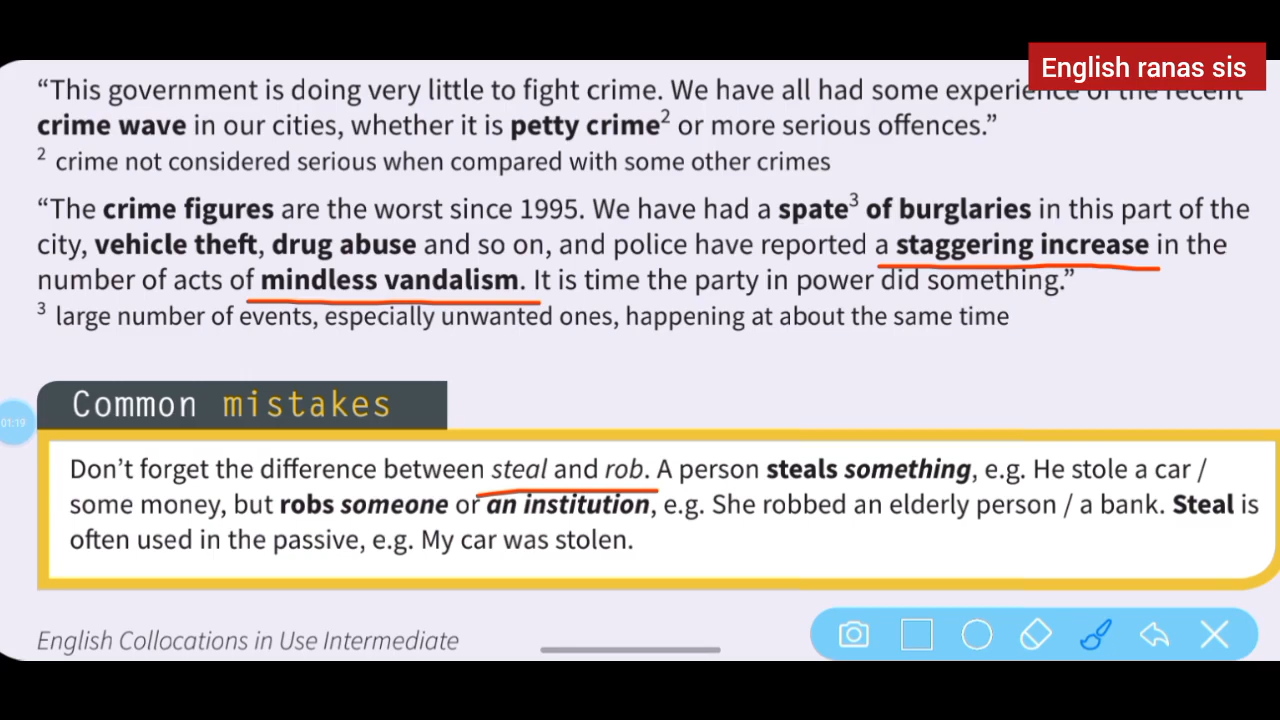 English ranas sis
“This government is doing very little to fight crime. We have all had some experience of the recent
crime wave in our cities, whether it is petty crime² or more serious offences.”
² crime not considered serious when compared with some other crimes
“The crime figures are the worst since 1995. We have had a spate³ of burglaries in this part of the
city, vehicle theft, drug abuse and so on, and police have reported a staggering increase in the
number of acts of mindless vandalism. It is time the party in power did something.”
³ large number of events, especially unwanted ones, happening at about the same time
Common mistakes
01:19
Don’t forget the difference between steal and rob. A person steals something, e.g. He stole a car /
some money, but robs someone or an institution, e.g. She robbed an elderly person / a bank. Steal is
often used in the passive, e.g. My car was stolen.
English Collocations in Use Intermediate